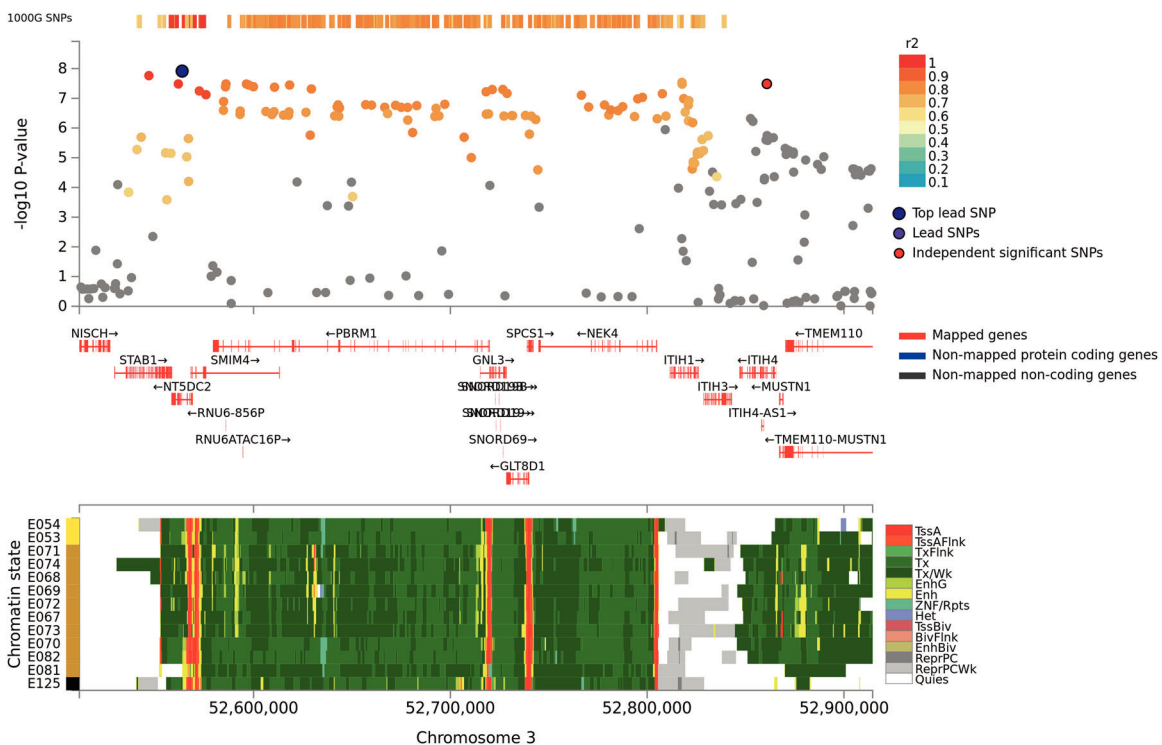 1000G SNPs
-log10 P-value
8
7
6
5
4
3
2
1
0
r2
1
0.9
0.8
0.7
0.6
0.5
0.4
0.3
0.2
0.1
Top lead SNP
Lead SNPs
Independent significant SNPs
NISCH→
←PBRM1
SPCS1→
←NEK4
←TMEM110
STAB1→
SMIM4→
GNL3→
ITIH1→
←ITIH4
←NT5DC2
ITIH3→
←MUSTN1
←RNU6-856P
ITIH4-AS1→
RNU6ATAC16P→
SNORD69→
←TMEM110-MUSTN1
←GLT8D1
Mapped genes
Non-mapped protein coding genes
Non-mapped non-coding genes
Chromatin state
E054
E053
E071
E074
E068
E069
E072
E067
E073
E070
E082
E081
E125
TssA
TssAFlnk
TxFlnk
Tx
Tx/Wk
EnhG
Enh
ZNF/Rpts
Het
TssBiv
BivFlnk
EnhBiv
ReprPC
ReprPCWk
Quies
52,600,000
52,700,000
52,800,000
52,900,000
Chromosome 3